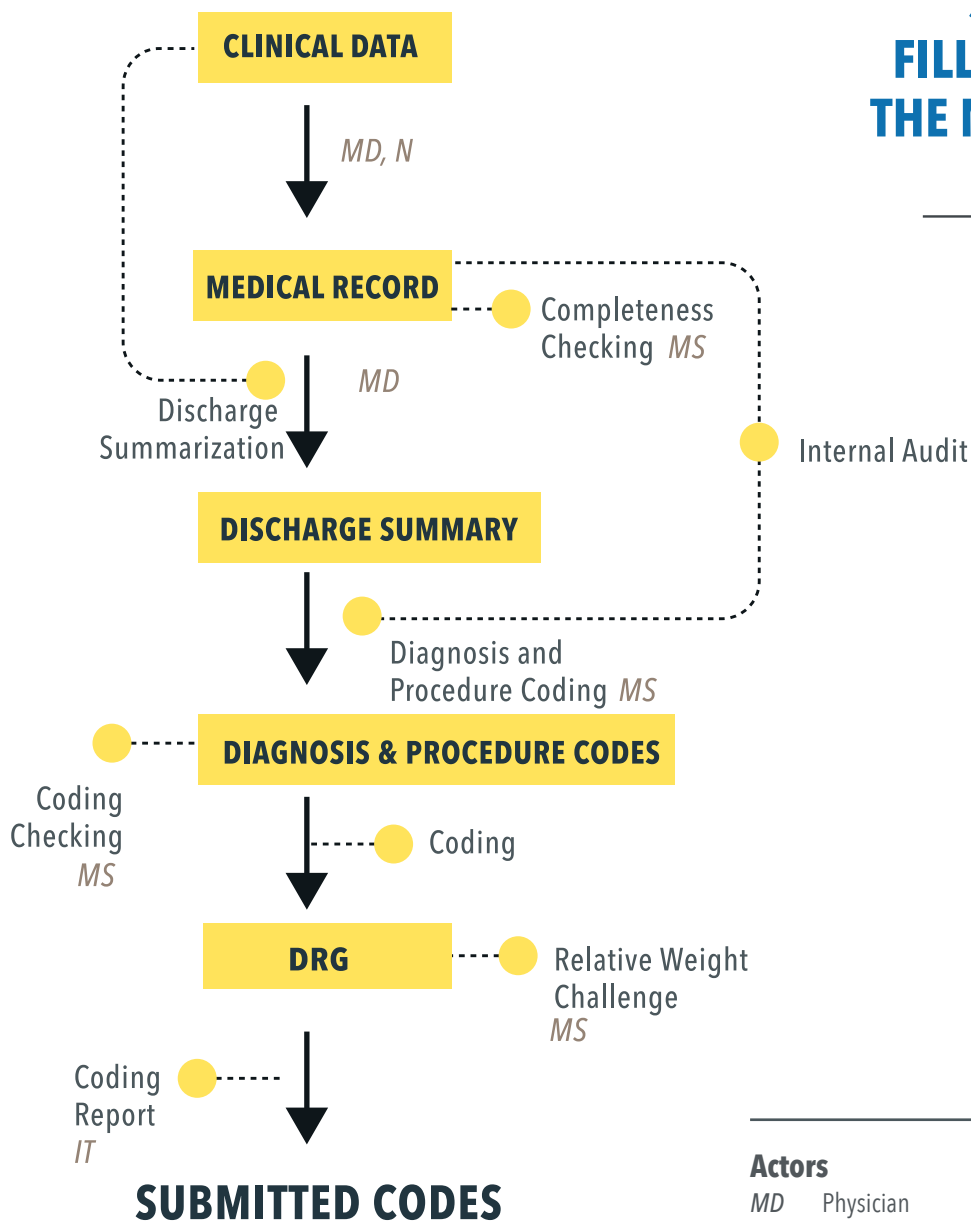 CLINICAL DATA
FILL
THE
MD, N
MEDICAL RECORD
Completeness
Checking MS
MD
Discharge
Summarization
Internal Audit
DISCHARGE SUMMARY
Diagnosis and
Procedure Coding MS
DIAGNOSIS & PROCEDURE CODES
Coding
Checking
MS
Coding
DRG
Relative Weight
Challenge
MS
Coding
Report
IT
SUBMITTED CODES
Actors
MD Physician